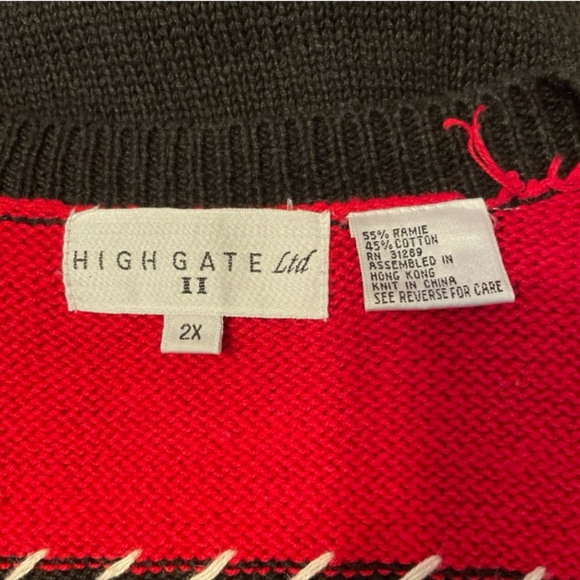 HIGHGATE Ltd
II
2X
55% RAMIE
45% COTTON
RN 31289
ASSEMBLED IN
HONG KONG
KNIT IN CHINA
SEE REVERSE FOR CARE